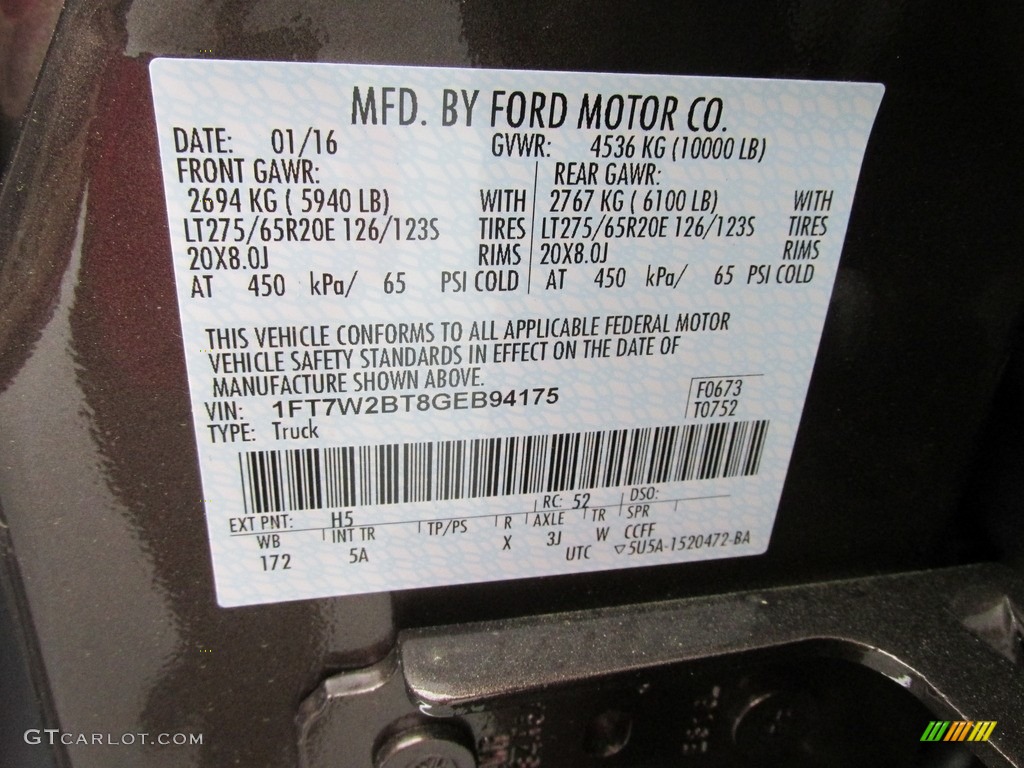 MFD. BY FORD MOTOR CO.
DATE: 01/16 GVWR: 4536 KG (10000 LB)
FRONT GAWR: REAR GAWR:
2694 KG ( 5940 LB) WITH 2767 KG ( 6100 LB) WITH
LT275/65R20E 126/123S TIRES LT275/65R20E 126/123S TIRES
20X8.0J RIMS 20X8.0J RIMS
AT 450 kPa/ 65 PSI COLD AT 450 kPa/ 65 PSI COLD
THIS VEHICLE CONFORMS TO ALL APPLICABLE FEDERAL MOTOR
VEHICLE SAFETY STANDARDS IN EFFECT ON THE DATE OF
MANUFACTURE SHOWN ABOVE.
VIN: 1FT7W2BT8GEB94175 F0673
TYPE: Truck T0752
EXT PNT: H5 RC: 52 DSO:
WB INT TR TP/PS R AXLE TR SPR
172 5A X 3J W CCFF
UTC ▽5U5A-1520472-BA
GTCARLOT.COM